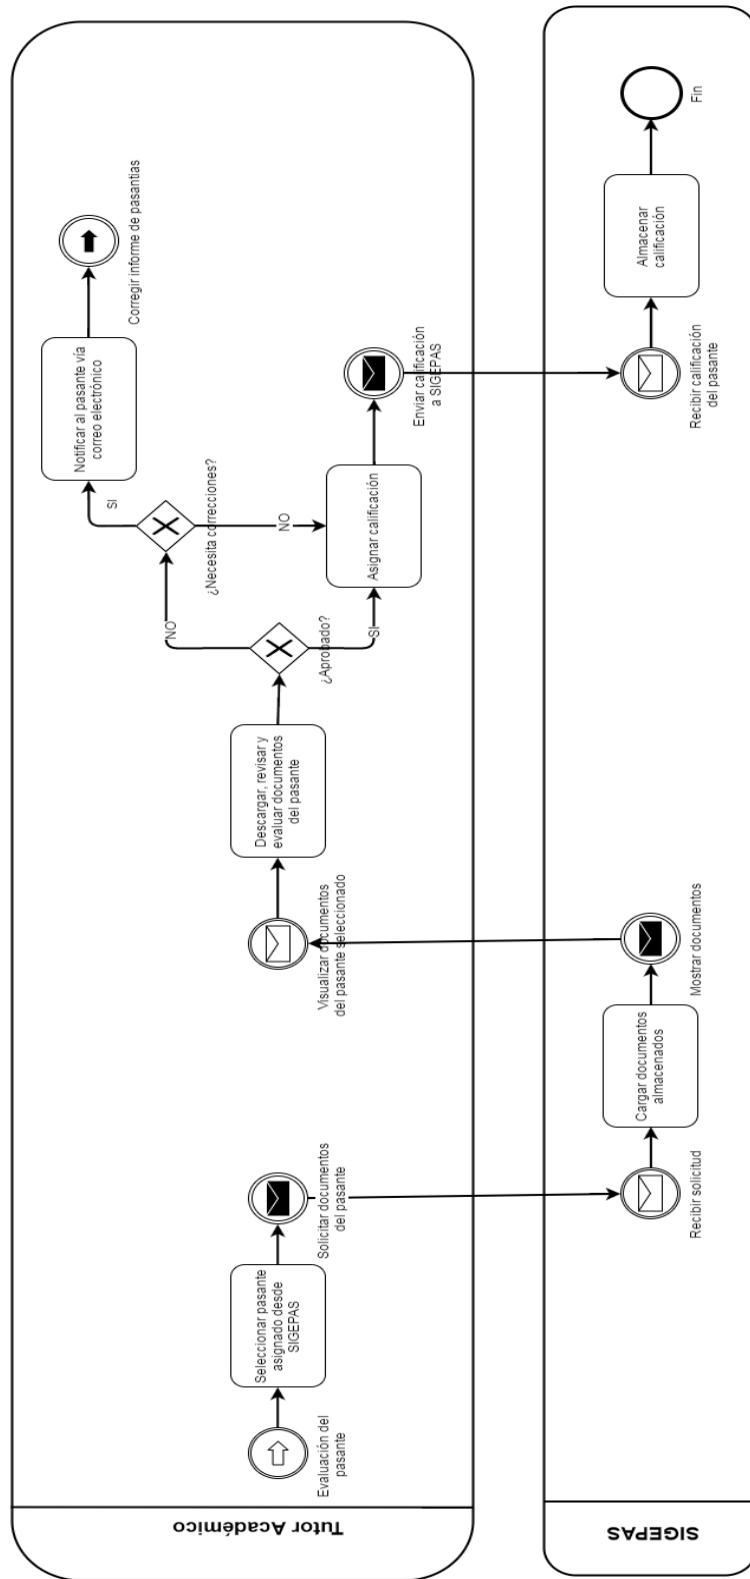 Tutor Académico
Evaluación del
pasante
Seleccionar pasante
asignado desde
SIGEPAS
Solicitar documentos
del pasante
Visualizar documentos
del pasante seleccionado
Descargar, revisar y
evaluar documentos
del pasante
¿Aprobado?
NO
SI
¿Necesita correcciones?
SI
NO
Notificar al pasante vía
correo electrónico
Corregir informe de pasantias
Asignar calificación
Enviar calificación
a SIGEPAS
SIGEPAS
Recibir solicitud
Cargar documentos
almacenados
Mostrar documentos
Recibir calificación
del pasante
Almacenar
calificación
Fin